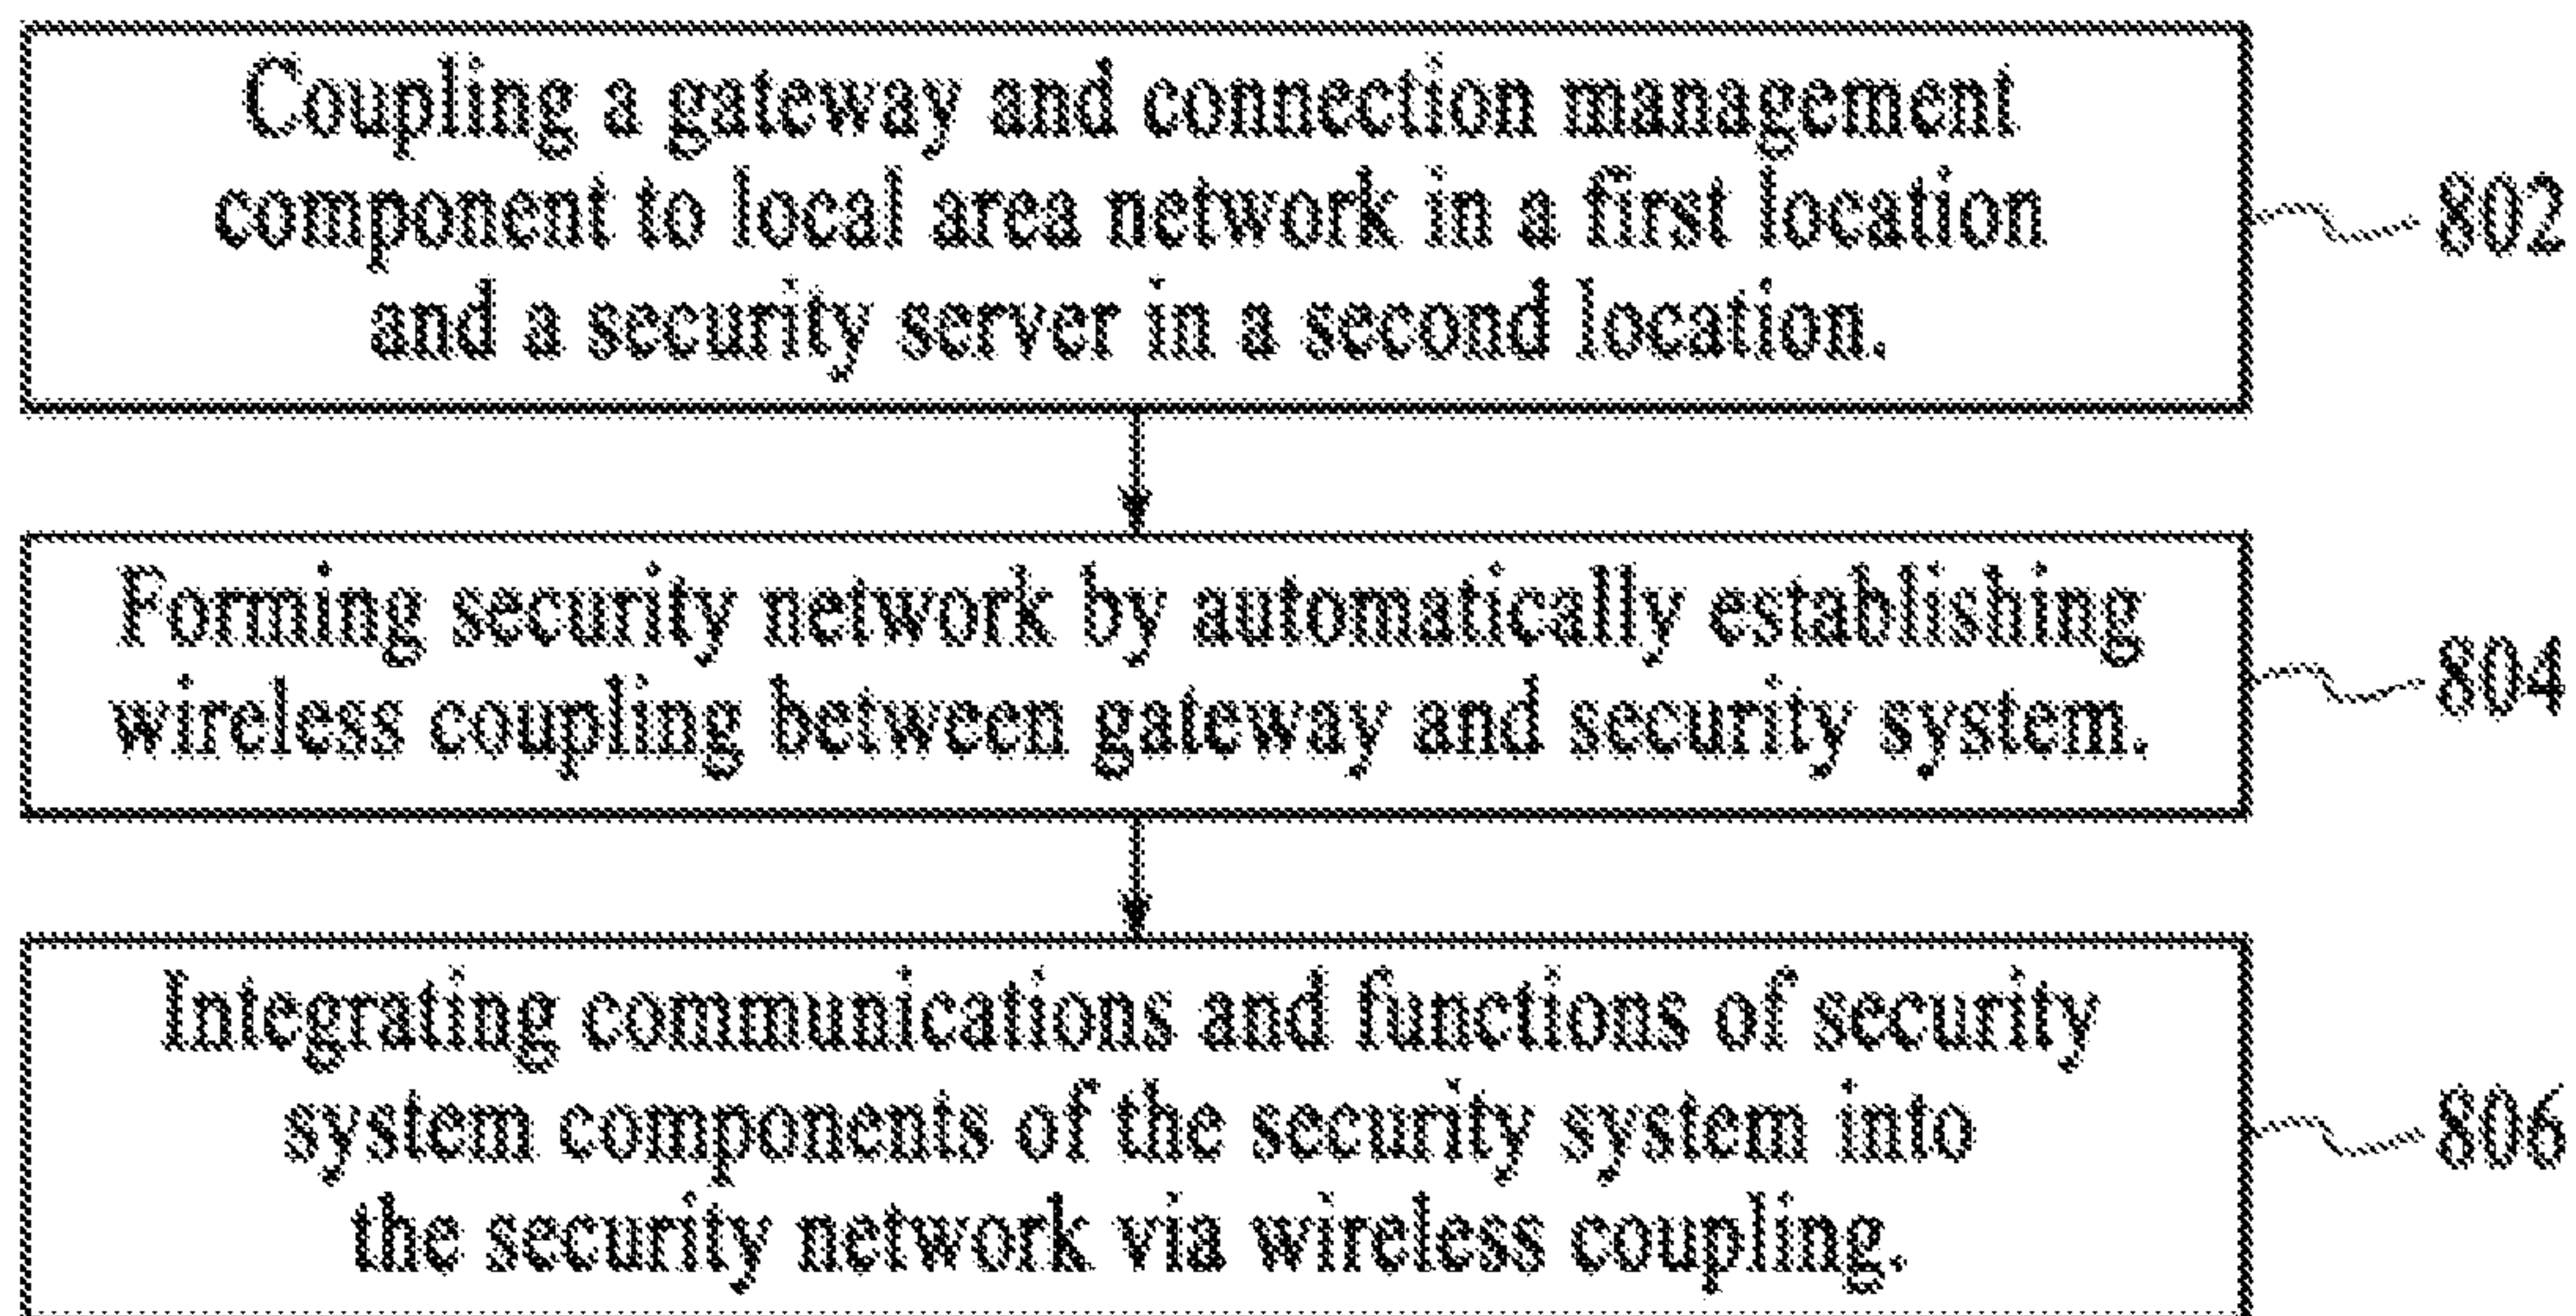 Coupling a gateway and connection management
component to local area network in a first location
and a security server in a second location.
802
Forming security network by automatically establishing
wireless coupling between gateway and security system.
804
Integrating communications and functions of security
system components of the security system into
the security network via wireless coupling.
806